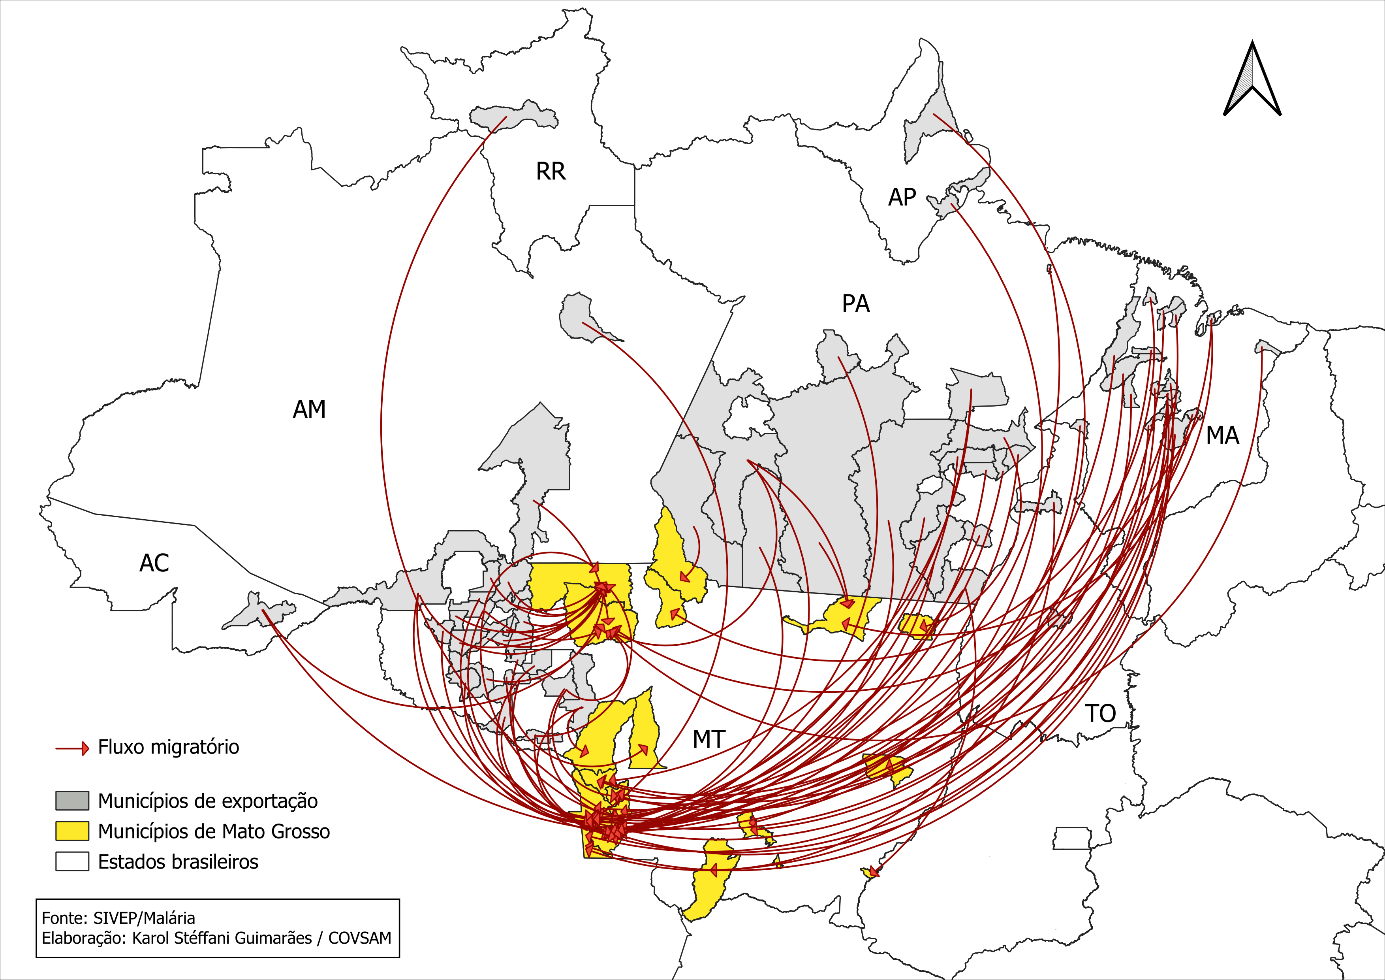 RR
AP
PA
AM
MA
AC
TO
MT
Fluxo migratório
Municípios de exportação
Municípios de Mato Grosso
Estados brasileiros
Fonte: SIVEP/Malária
Elaboração: Karol Stéffani Guimarães / COVSAM